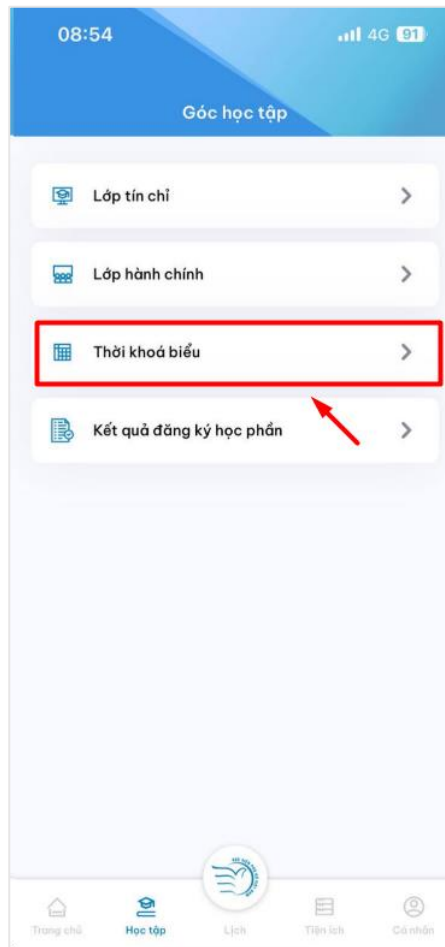 08:54 4G 91
Góc học tập
Lớp tín chỉ
Lớp hành chính
Thời khoá biểu
Kết quả đăng ký học phần
Trang chủ Học tập Lịch Tiện ích Cá nhân